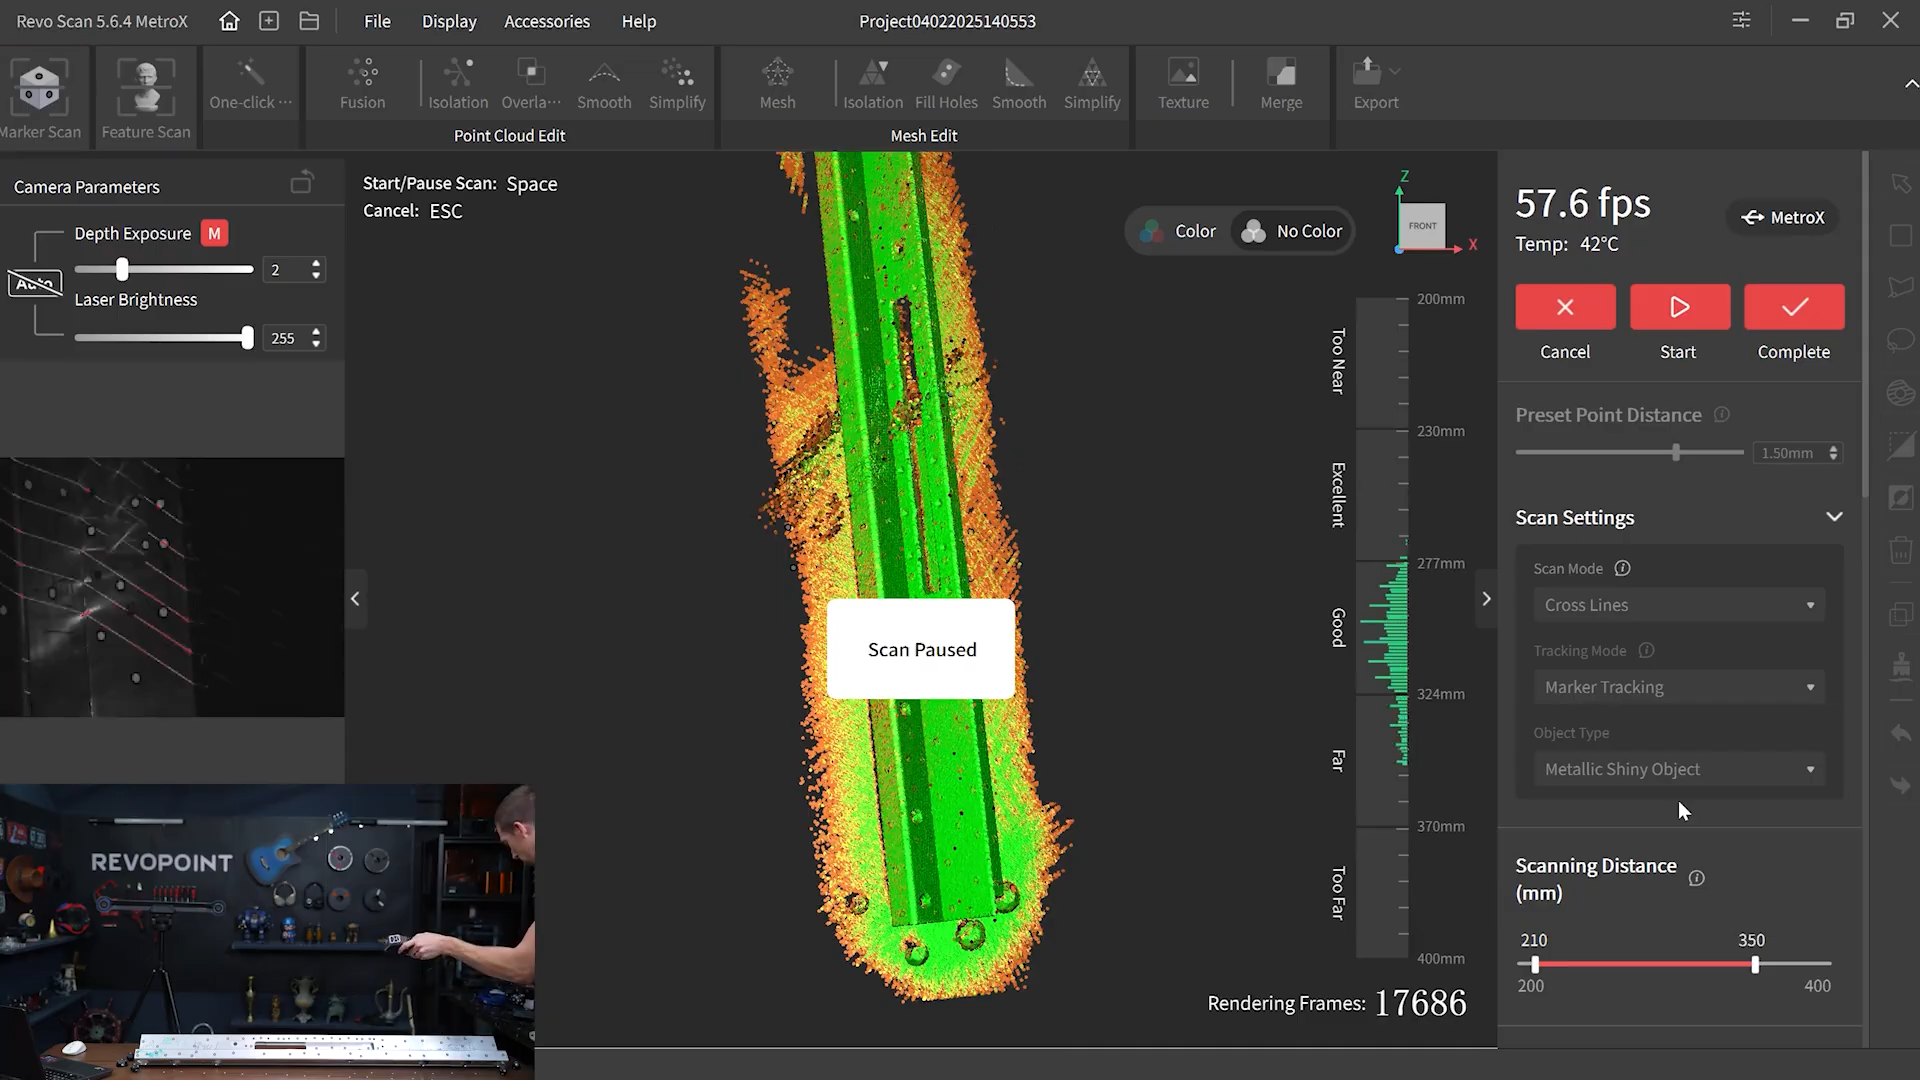 Revo Scan 5.6.4 MetroX
File
Display
Accessories
Help
Project04022025140553
Marker Scan
Feature Scan
One-click ···
Fusion
Isolation
Overla···
Smooth
Simplify
Point Cloud Edit
Mesh
Isolation
Fill Holes
Smooth
Simplify
Mesh Edit
Texture
Merge
Export
Camera Parameters
Depth Exposure M
2
Auto
Laser Brightness
255
Start/Pause Scan: Space
Cancel: ESC
Color
No Color
Z
FRONT
X
200mm
Too Near
230mm
Excellent
277mm
Good
324mm
Far
370mm
Too Far
400mm
Scan Paused
Rendering Frames: 17686
57.6 fps
MetroX
Temp: 42℃
Cancel
Start
Complete
Preset Point Distance
1.50mm
Scan Settings
Scan Mode
Cross Lines
Tracking Mode
Marker Tracking
Object Type
Metallic Shiny Object
Scanning Distance
(mm)
210
350
200
400
REVOPOINT